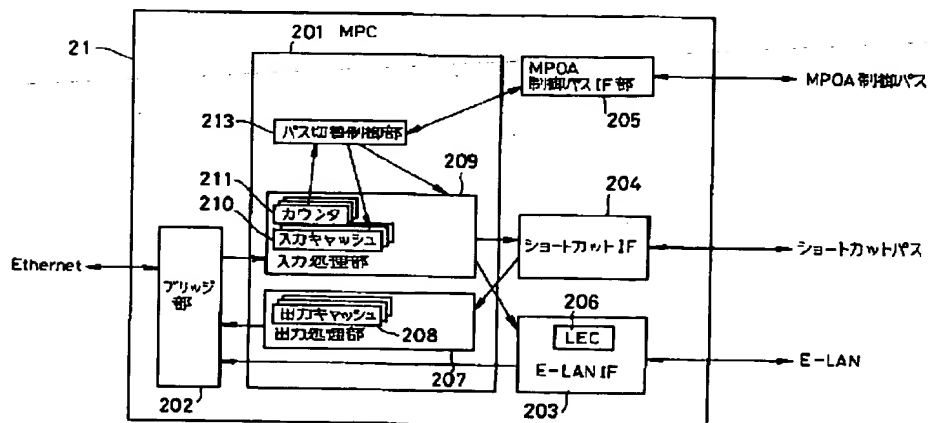 21
201 MPC
MPOA
制御パスIF部
205
MPOA制御パス
213
パス切替制御部
209
211
カウンタ
210
入力キャッシュ
入力処理部
204
ショートカットIF
ショートカットパス
Ethernet
ブリッジ
部
202
出力キャッシュ
208
出力処理部
207
206
LEC
E-LAN IF
203
E-LAN